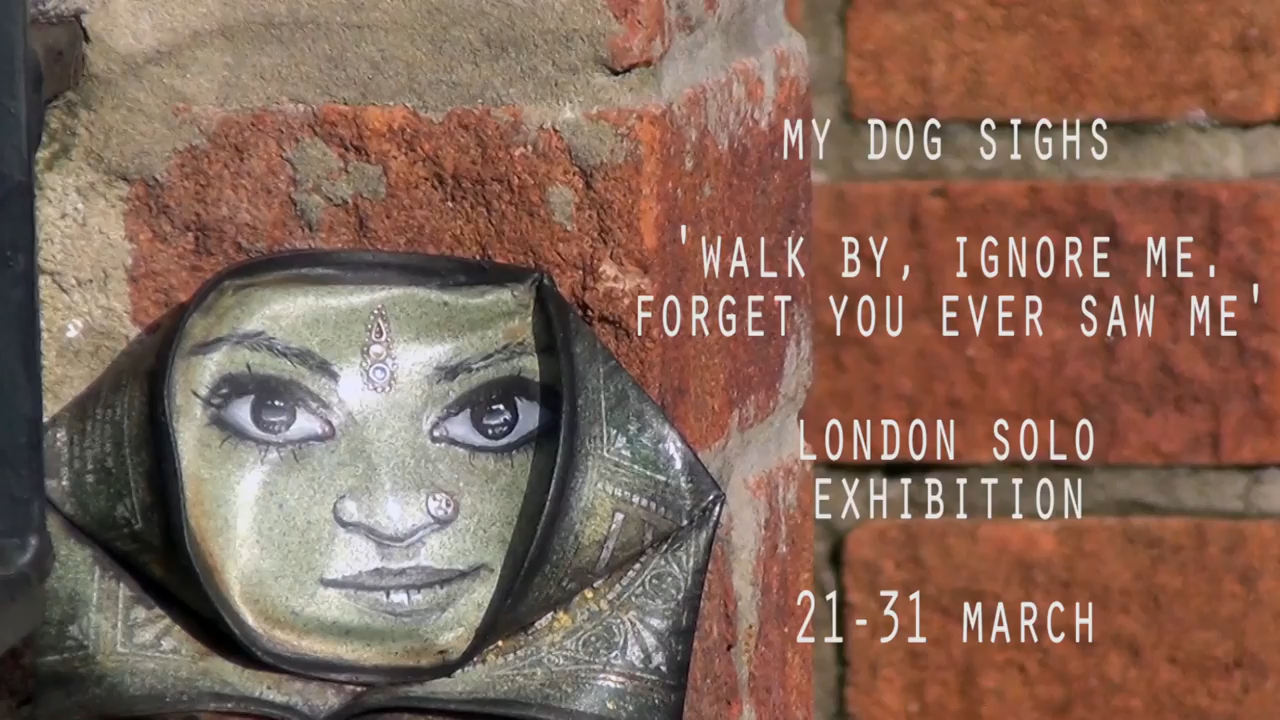 MY DOG SIGHS
'WALK BY, IGNORE ME.
FORGET YOU EVER SAW ME'
LONDON SOLO
EXHIBITION
21-31 MARCH